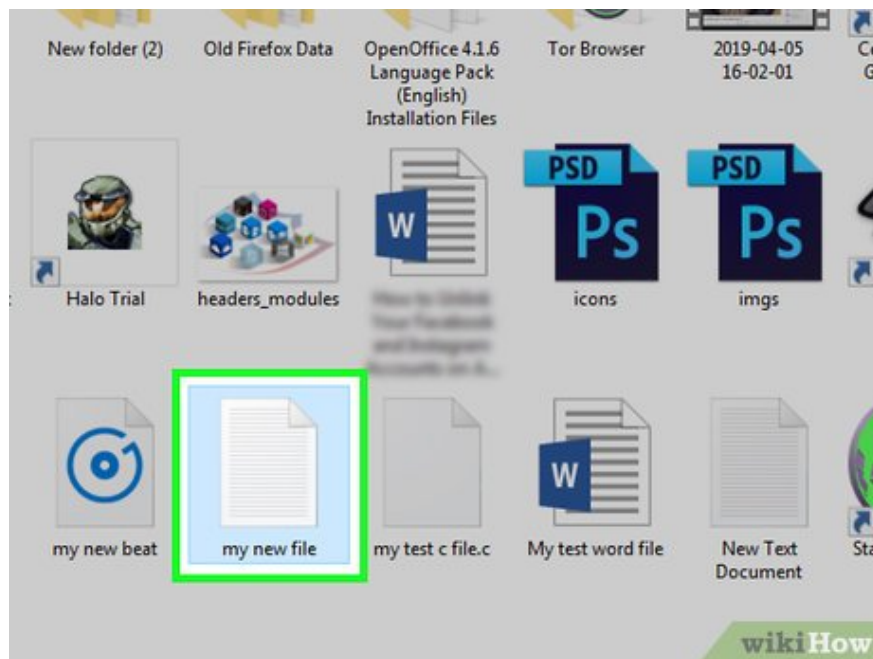 New folder (2)
Old Firefox Data
OpenOffice 4.1.6
Language Pack
(English)
Installation Files
Tor Browser
2019-04-05
16-02-01
Halo Trial
headers_modules
W
PSD
Ps
icons
PSD
Ps
imgs
my new beat
my new file
my test c file.c
W
My test word file
New Text
Document
wikiHow